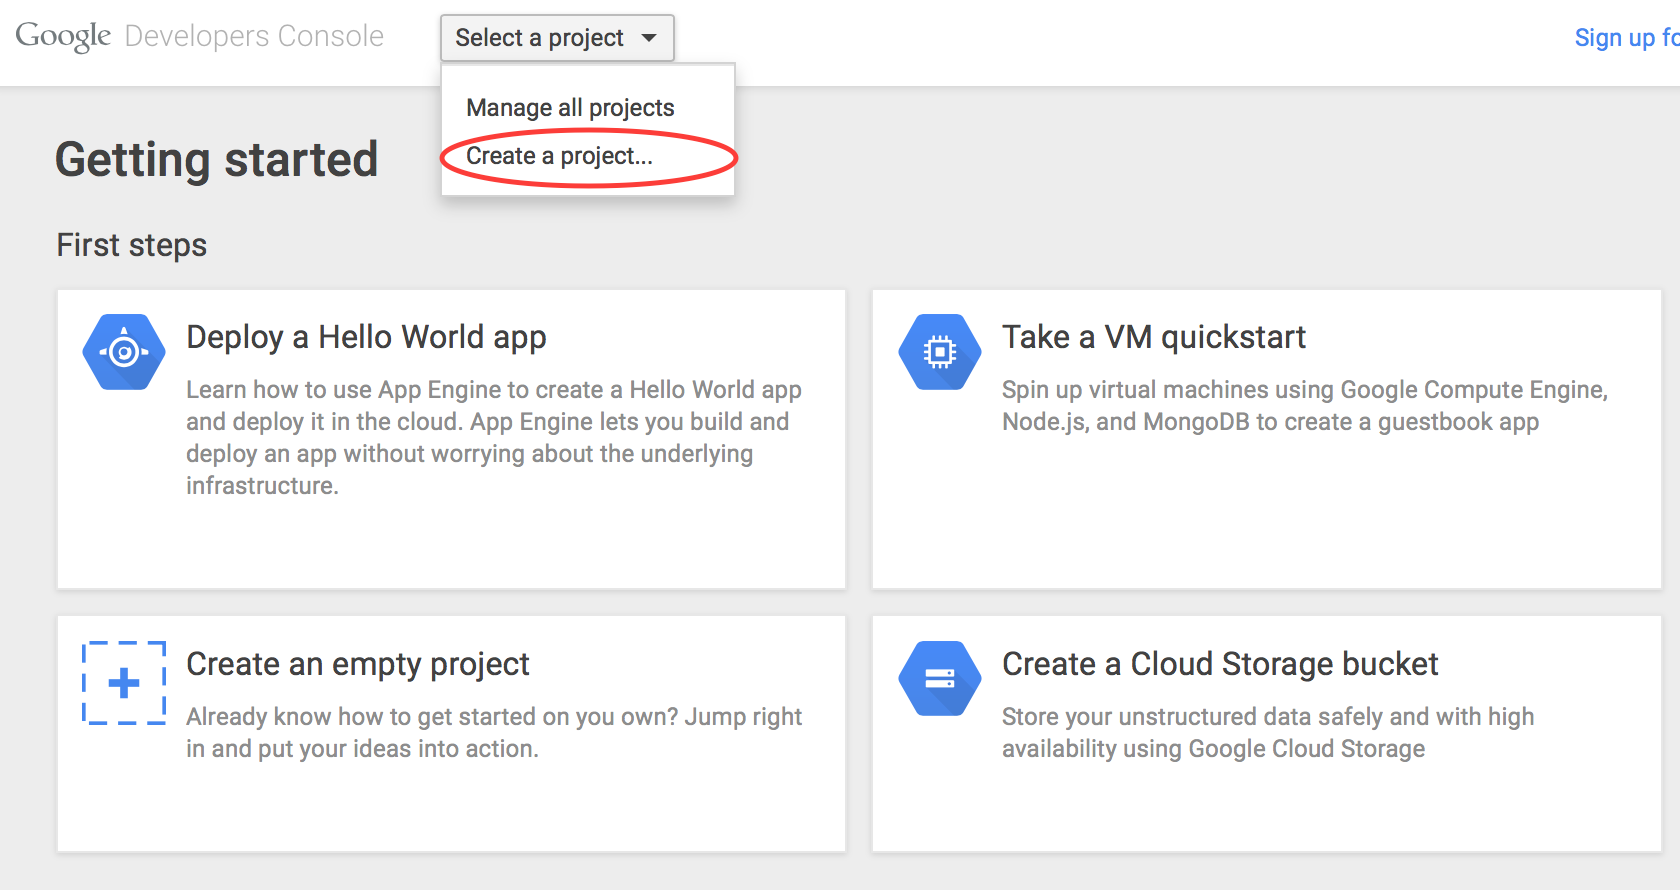 Google Developers Console
Select a project
Sign up fo
Manage all projects
Create a project...
Getting started
First steps
Deploy a Hello World app
Learn how to use App Engine to create a Hello World app
and deploy it in the cloud. App Engine lets you build and
deploy an app without worrying about the underlying
infrastructure.
Take a VM quickstart
Spin up virtual machines using Google Compute Engine,
Node.js, and MongoDB to create a guestbook app
Create an empty project
Already know how to get started on you own? Jump right
in and put your ideas into action.
Create a Cloud Storage bucket
Store your unstructured data safely and with high
availability using Google Cloud Storage